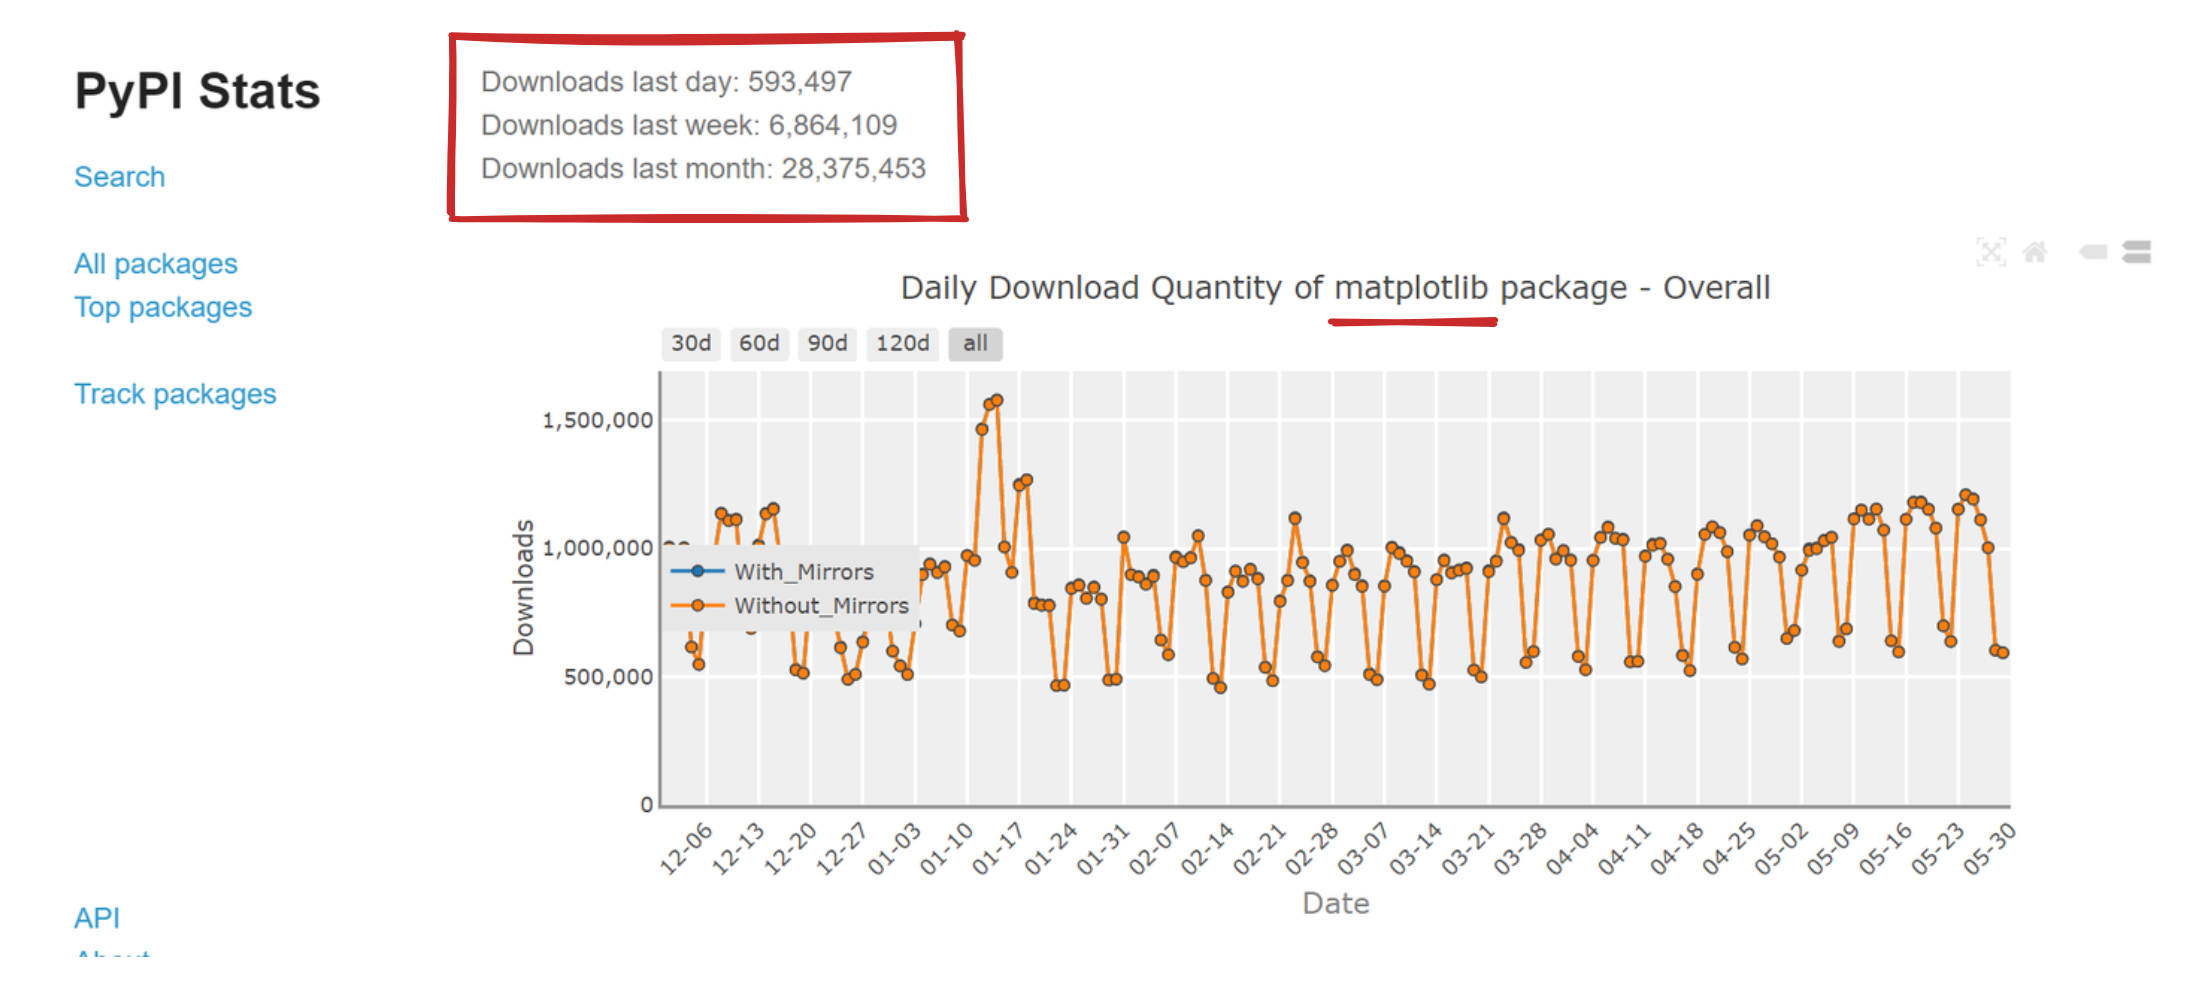 PyPI Stats
Search
All packages
Top packages
Track packages
API
About
Downloads last day: 593,497
Downloads last week: 6,864,109
Downloads last month: 28,375,453
Daily Download Quantity of matplotlib package - Overall
30d 60d 90d 120d all
Downloads
1,500,000
1,000,000
500,000
0
With_Mirrors
Without_Mirrors
12-06 12-13 12-20 12-27 01-03 01-10 01-17 01-24 01-31 02-07 02-14 02-21 02-28 03-07 03-14 03-21 03-28 04-04 04-11 04-18 04-25 05-02 05-09 05-16 05-23 05-30
Date